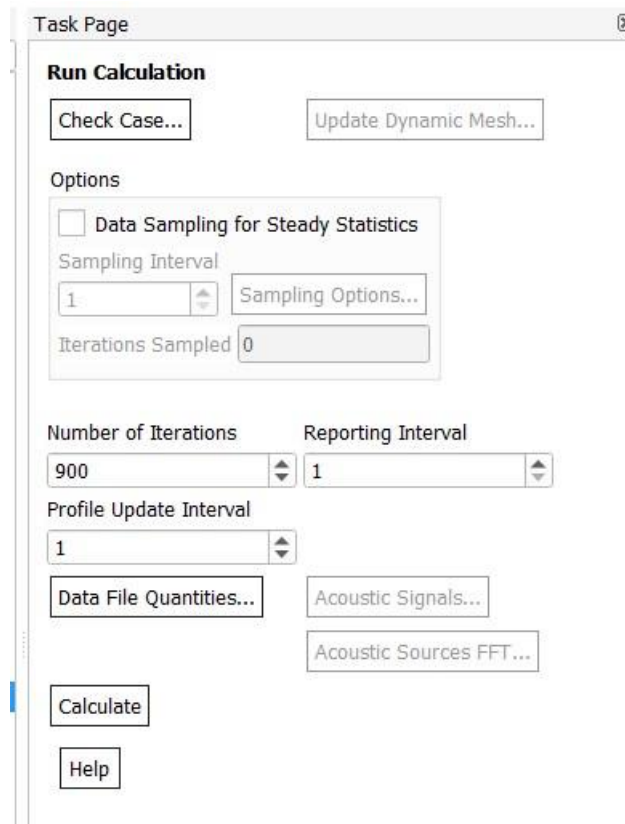 Task Page
Run Calculation
Check Case...
Update Dynamic Mesh...
Options
Data Sampling for Steady Statistics
Sampling Interval
1
Sampling Options...
Iterations Sampled 0
Number of Iterations
Reporting Interval
900
1
Profile Update Interval
1
Data File Quantities...
Acoustic Signals...
Acoustic Sources FFT...
Calculate
Help